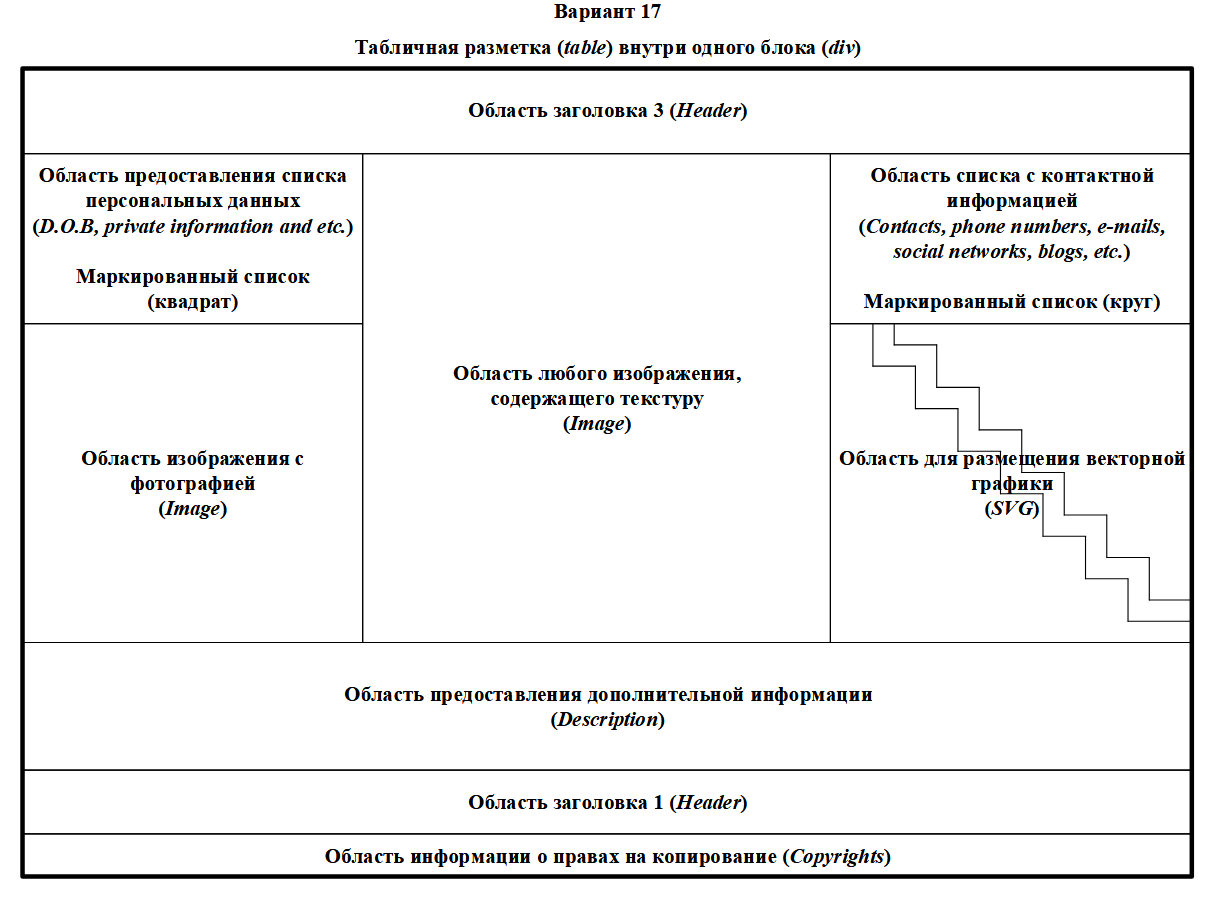 Вариант 17
Табличная разметка (table) внутри одного блока (div)
Область заголовка 3 (Header)
Область предоставления списка
персональных данных
(D.O.B, private information and etc.)
Маркированный список
(квадрат)
Область любого изображения,
содержащего текстуру
(Image)
Область списка с контактной
информацией
(Contacts, phone numbers, e-mails,
social networks, blogs, etc.)
Маркированный список (круг)
Область изображения с
фотографией
(Image)
Область для размещения векторной
графики
(SVG)
Область предоставления дополнительной информации
(Description)
Область заголовка 1 (Header)
Область информации о правах на копирование (Copyrights)